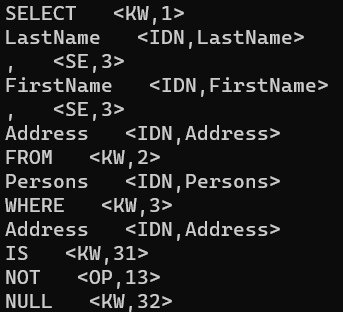 SELECT   <KW,1>
LastName   <IDN,LastName>
,   <SE,3>
FirstName   <IDN,FirstName>
,   <SE,3>
Address   <IDN,Address>
FROM   <KW,2>
Persons   <IDN,Persons>
WHERE   <KW,3>
Address   <IDN,Address>
IS   <KW,31>
NOT   <OP,13>
NULL   <KW,32>